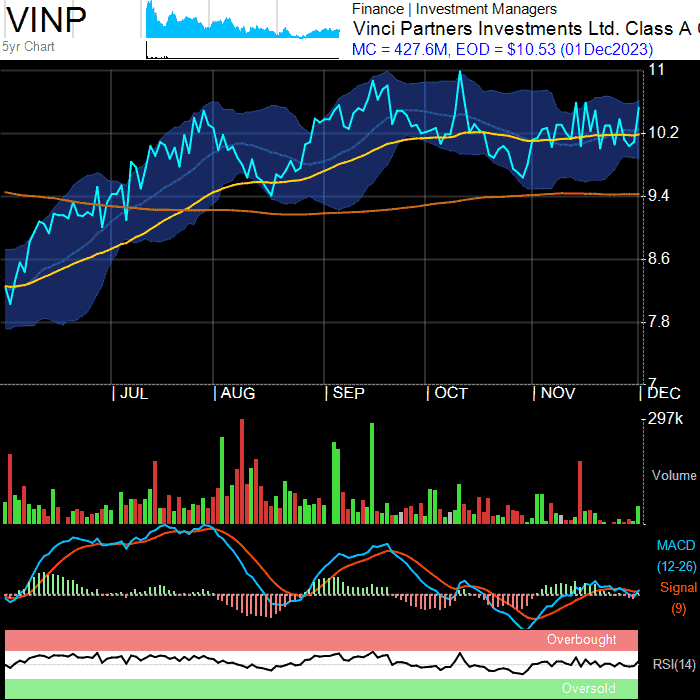 VINP
5yr Chart
Finance | Investment Managers
Vinci Partners Investments Ltd. Class A
MC = 427.6M, EOD = $10.53 (01Dec2023)
11
10.2
9.4
8.6
7.8
7
JUL AUG SEP OCT NOV DEC
297k
Volume
MACD
(12-26)
Signal
(9)
Overbought
RSI(14)
Oversold